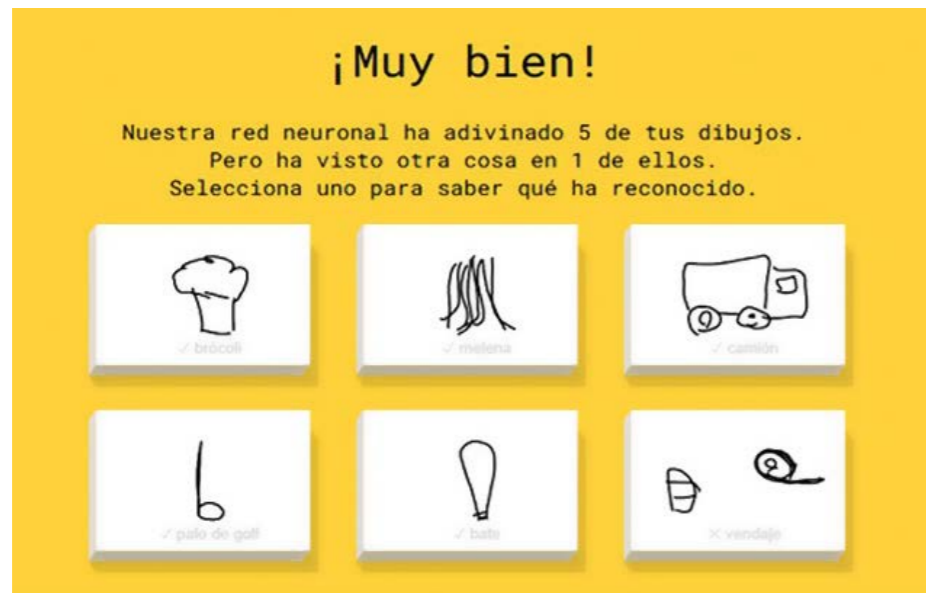 ¡Muy bien!
Nuestra red neuronal ha adivinado 5 de tus dibujos.
Pero ha visto otra cosa en 1 de ellos.
Selecciona uno para saber qué ha reconocido.
✓ brócoli
✓ melena
✓ camión
✓ palo de golf
✓ bate
✕ vendaje